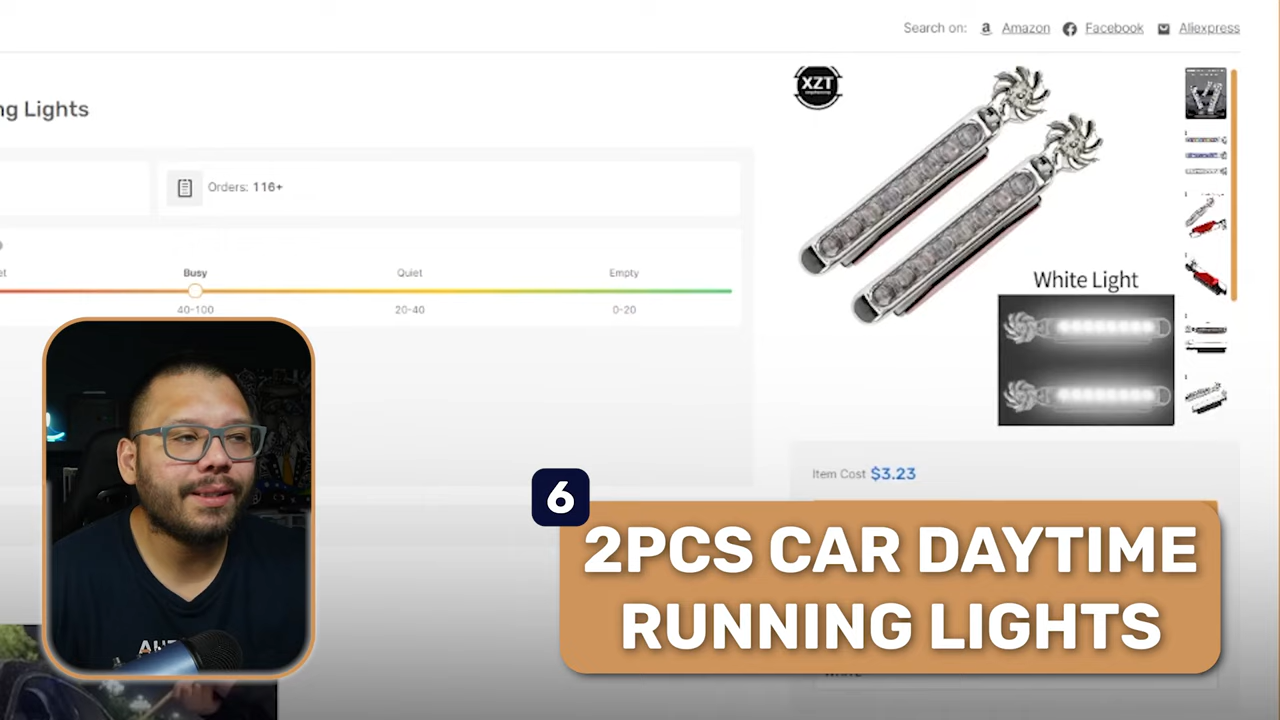 Search on: Amazon Facebook Aliexpress
ng Lights
XZT
Orders: 116+
Busy Quiet Empty
40-100 20-40 0-20
White Light
Item Cost $3.23
6
2PCS CAR DAYTIME
RUNNING LIGHTS